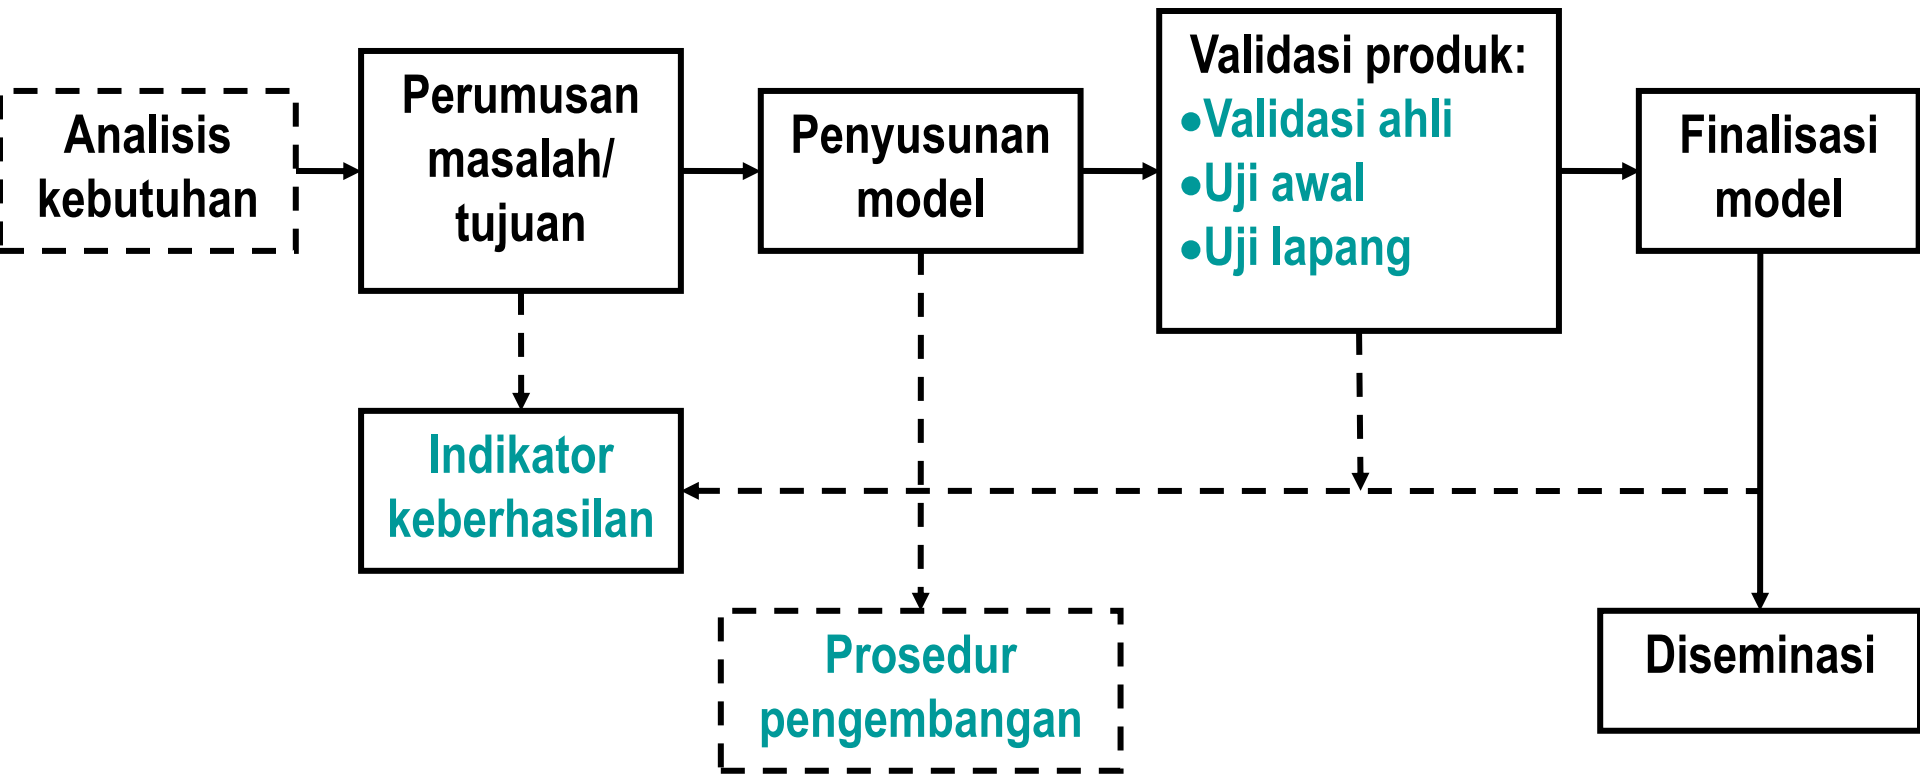 Analisis
kebutuhan
Perumusan
masalah/
tujuan
Penyusunan
model
Validasi produk:
•Validasi ahli
•Uji awal
•Uji lapang
Finalisasi
model
Indikator
keberhasilan
Prosedur
pengembangan
Diseminasi